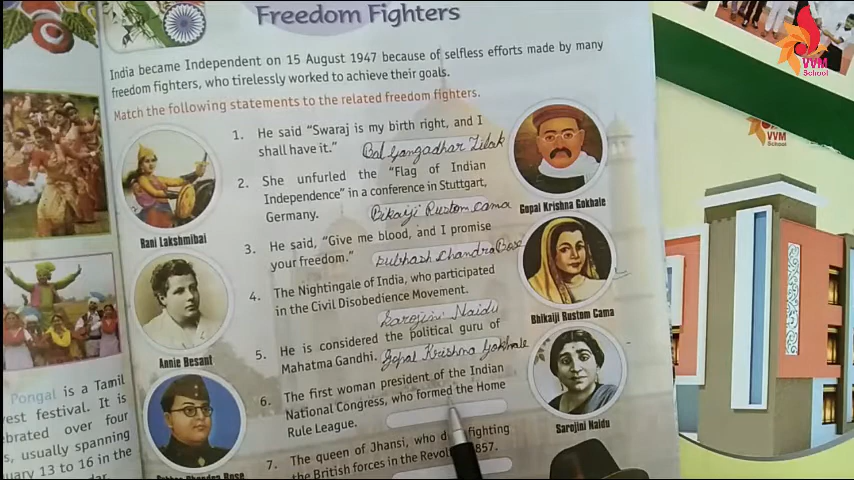 Freedom Fighters
India became Independent on 15 August 1947 because of selfless efforts made by many
freedom fighters, who tirelessly worked to achieve their goals.
Match the following statements to the related freedom fighters.
1. He said "Swaraj is my birth right, and I
shall have it." Bal Gangadhar Tilak
2. She unfurled the "Flag of Indian
Independence" in a conference in Stuttgart,
Germany. Bikaiji Rustom Cama
3. He said, "Give me blood, and I promise
your freedom." Subhash Chandra Bose
4. The Nightingale of India, who participated
in the Civil Disobedience Movement.
Sarojini Naidu
5. He is considered the political guru of
Mahatma Gandhi. Gopal Krishna Gokhale
6. The first woman president of the Indian
National Congress, who formed the Home
Rule League.
7. The queen of Jhansi, who fighting
the British forces in the Revolt 1857.
Rani Lakshmibai
Annie Besant
Bose
Gopal Krishna Gokhale
Bhikaiji Rustom Cama
Sarojini Naidu
Pongal is a Tamil
vest festival. It is
ebrated over four
s, usually spanning
uary 13 to 16 in the
VVM
School
VVM
School